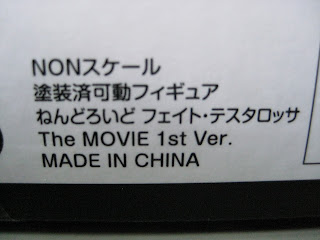 NONスケール
塗装済可動フィギュア
ねんどろいど フェイト・テスタロッサ
The MOVIE 1st Ver.
MADE IN CHINA